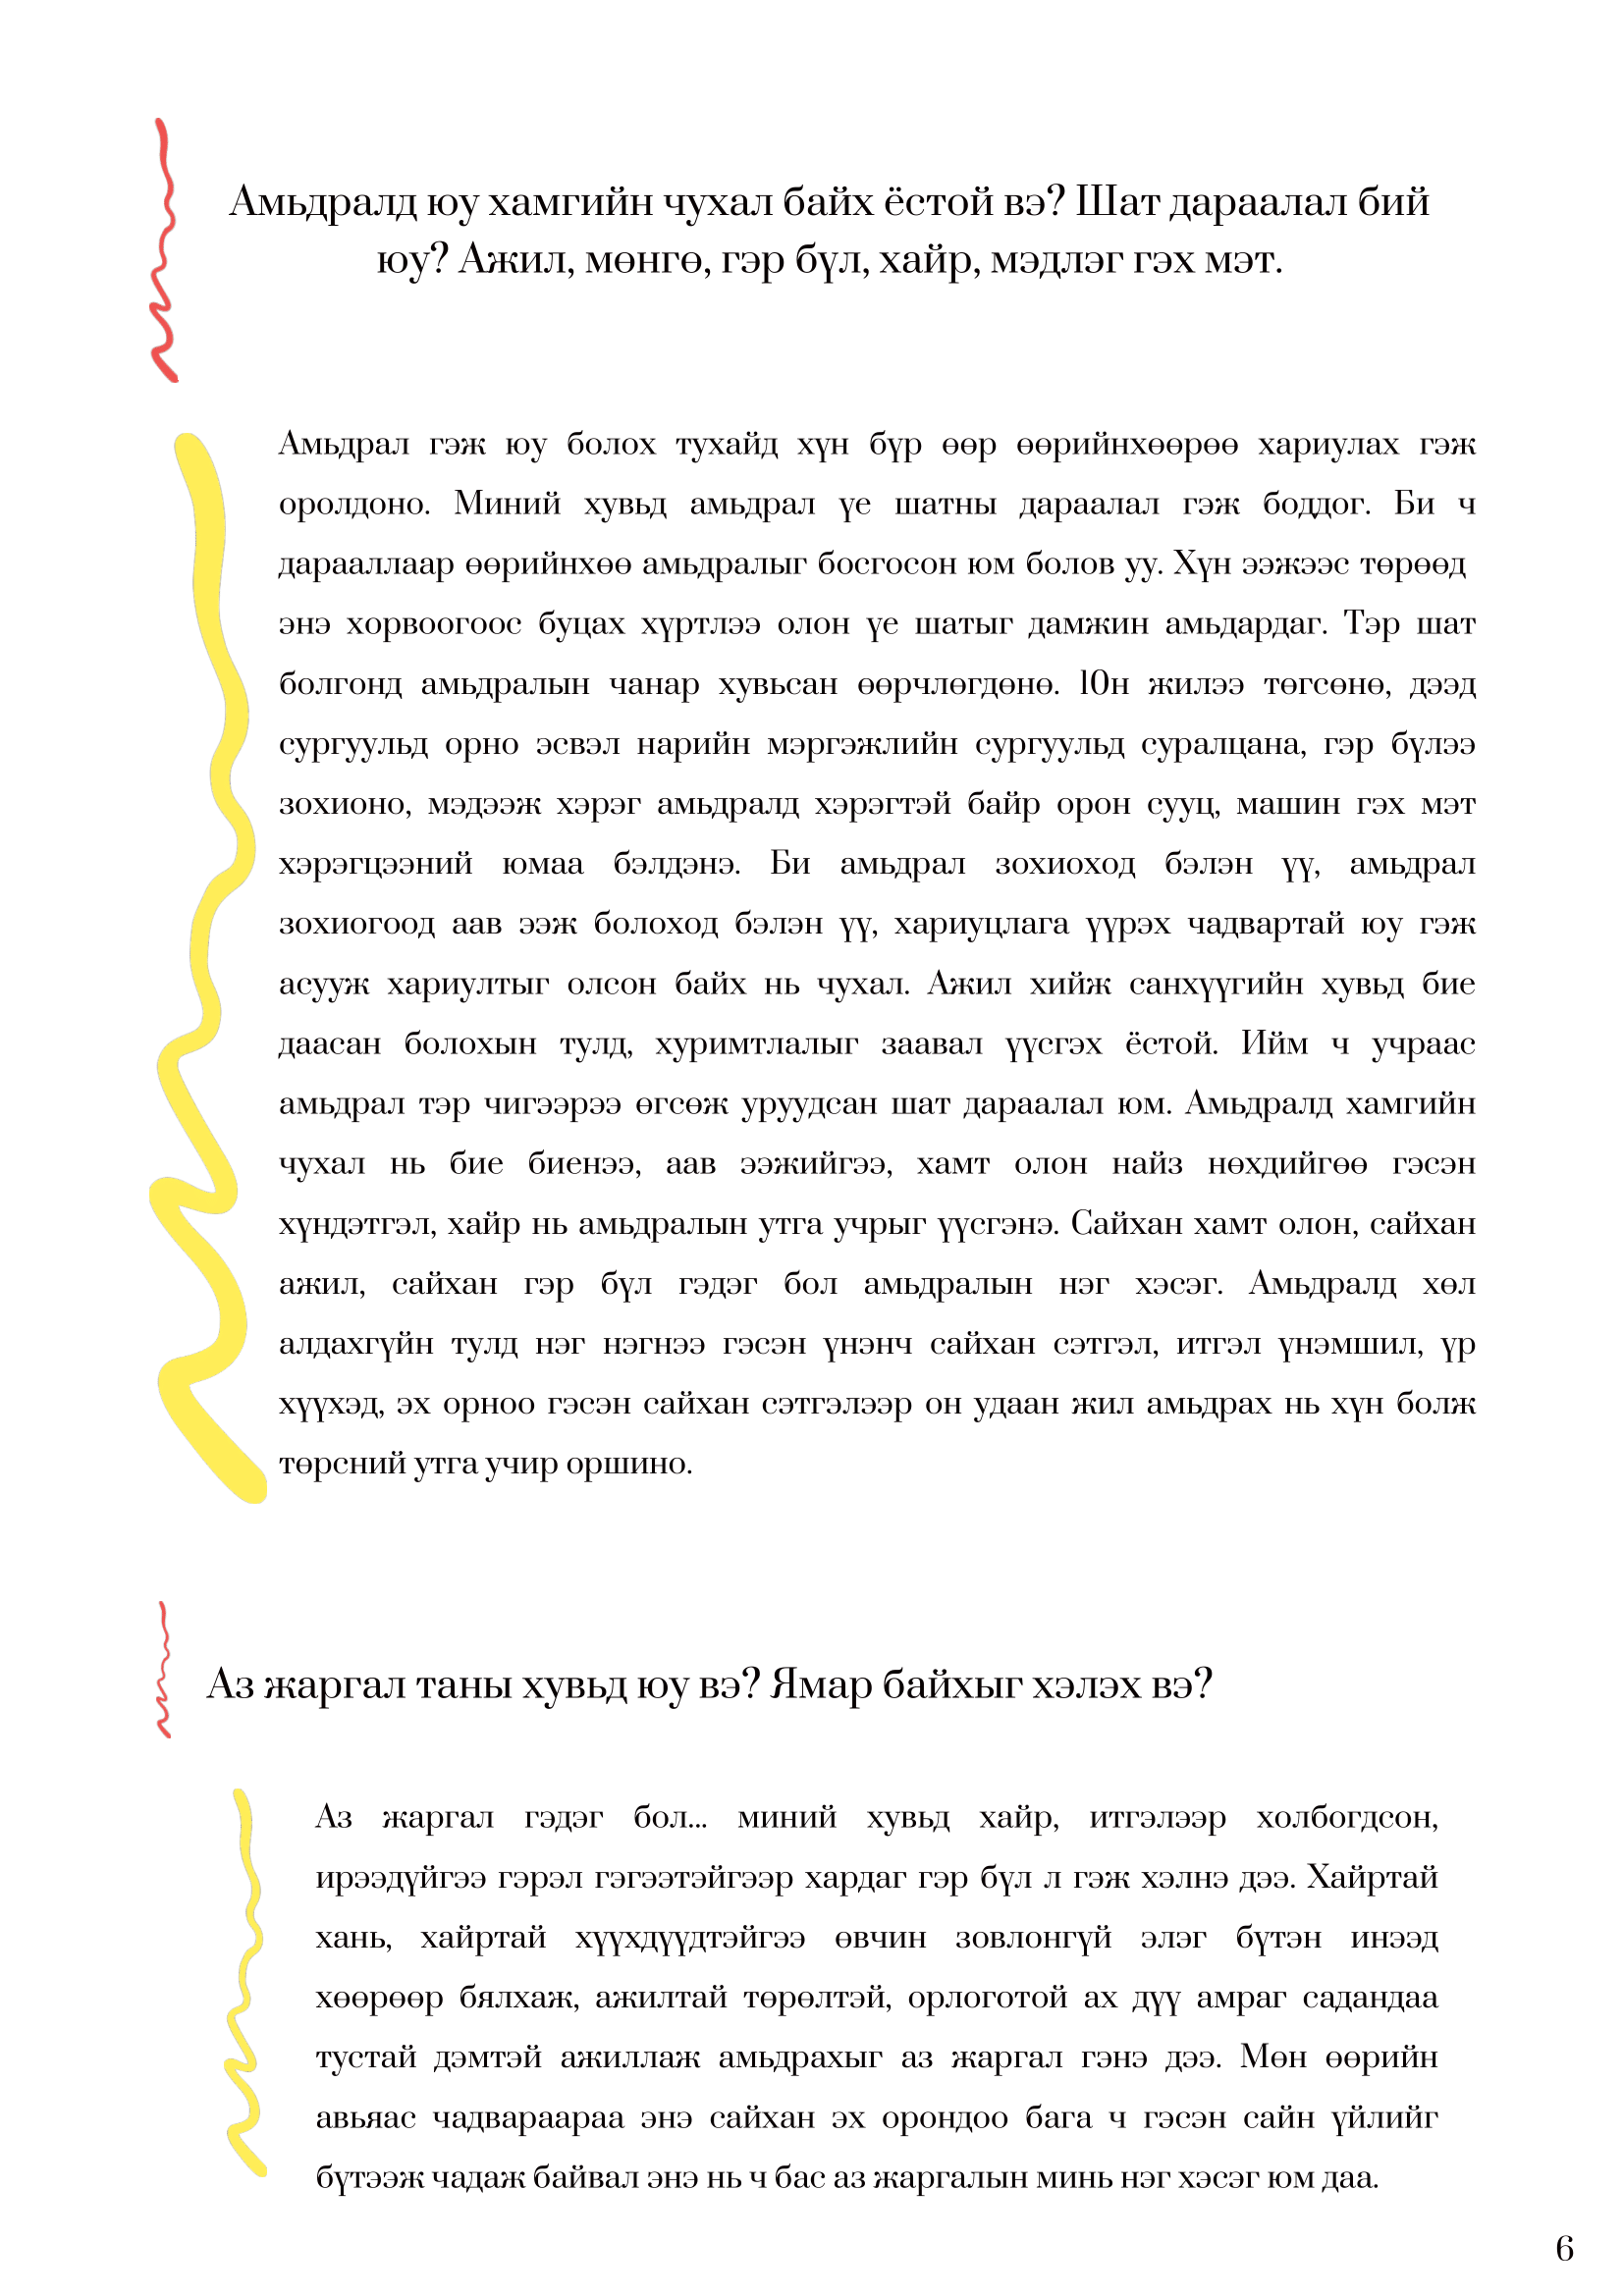 Амьдралд юу хамгийн чухал байх ёстой вэ? Шат дараалал бий
юу? Ажил, мөнгө, гэр бүл, хайр, мэдлэг гэх мэт.
Амьдрал гэж юу болох тухайд хүн бүр өөр өөрийнхөөрөө хариулах гэж
оролдоно. Миний хувьд амьдрал үе шатны дараалал гэж боддог. Би ч
дарааллаар өөрийнхөө амьдралыг босгосон юм болов уу. Хүн ээжээс төрөөд
энэ хорвоогоос буцах хүртлээ олон үе шатыг дамжин амьдардаг. Тэр шат
болгонд амьдралын чанар хувьсан өөрчлөгдөнө. 10н жилээ төгсөнө, дээд
сургуульд орно эсвэл нарийн мэргэжлийн сургуульд суралцана, гэр бүлээ
зохионо, мэдээж хэрэг амьдралд хэрэгтэй байр орон сууц, машин гэх мэт
хэрэгцээний юмаа бэлдэнэ. Би амьдрал зохиоход бэлэн үү, амьдрал
зохиогоод аав ээж болоход бэлэн үү, хариуцлага үүрэх чадвартай юу гэж
асууж хариултыг олсон байх нь чухал. Ажил хийж санхүүгийн хувьд бие
даасан болохын тулд, хуримтлалыг заавал үүсгэх ёстой. Ийм ч учраас
амьдрал тэр чигээрээ өгсөж уруудсан шат дараалал юм. Амьдралд хамгийн
чухал нь бие биенээ, аав ээжийгээ, хамт олон найз нөхдийгөө гэсэн
хүндэтгэл, хайр нь амьдралын утга учрыг үүсгэнэ. Сайхан хамт олон, сайхан
ажил, сайхан гэр бүл гэдэг бол амьдралын нэг хэсэг. Амьдралд хөл
алдахгүйн тулд нэг нэгнээ гэсэн үнэнч сайхан сэтгэл, итгэл үнэмшил, үр
хүүхэд, эх орноо гэсэн сайхан сэтгэлээр он удаан жил амьдрах нь хүн болж
төрсний утга учир оршино.
Аз жаргал таны хувьд юу вэ? Ямар байхыг хэлэх вэ?
Аз жаргал гэдэг бол... миний хувьд хайр, итгэлээр холбогдсон,
ирээдүйгээ гэрэл гэгээтэйгээр хардаг гэр бүл л гэж хэлнэ дээ. Хайртай
хань, хайртай хүүхдүүдтэйгээ өвчин зовлонгүй элэг бүтэн инээд
хөөрөөр бялхаж, ажилтай төрөлтэй, орлоготой ах дүү амраг садандаа
тустай дэмтэй ажиллаж амьдрахыг аз жаргал гэнэ дээ. Мөн өөрийн
авьяас чадвараараа энэ сайхан эх орондоо бага ч гэсэн сайн үйлийг
бүтээж чадаж байвал энэ нь ч бас аз жаргалын минь нэг хэсэг юм даа.
6